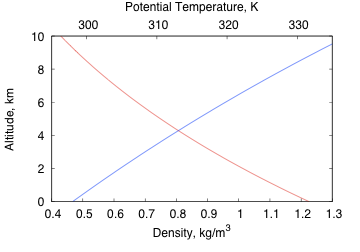 Potential Temperature, K
300 310 320 330
10
8
6
4
2
0
Altitude, km
0.4 0.5 0.6 0.7 0.8 0.9 1 1.1 1.2 1.3
Density, kg/m³